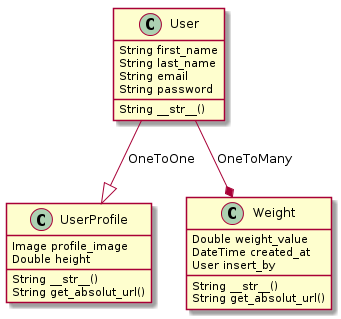 C User
String first_name
String last_name
String email
String password
String __str__()
OneToOne
OneToMany
C UserProfile
Image profile_image
Double height
String __str__()
String get_absolut_url()
C Weight
Double weight_value
DateTime created_at
User insert_by
String __str__()
String get_absolut_url()